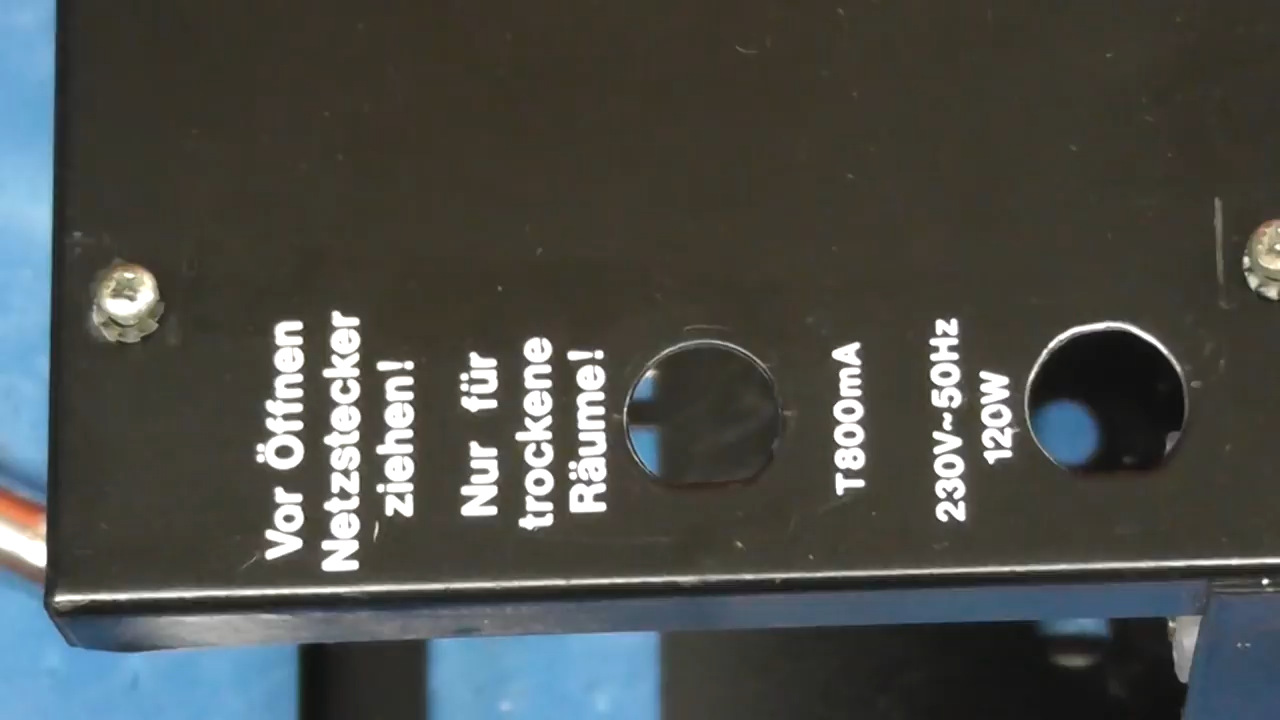 Vor Öffnen
Netzstecker
ziehen!
Nur für
trockene
Räume!
T800mA
230V~50Hz
120W